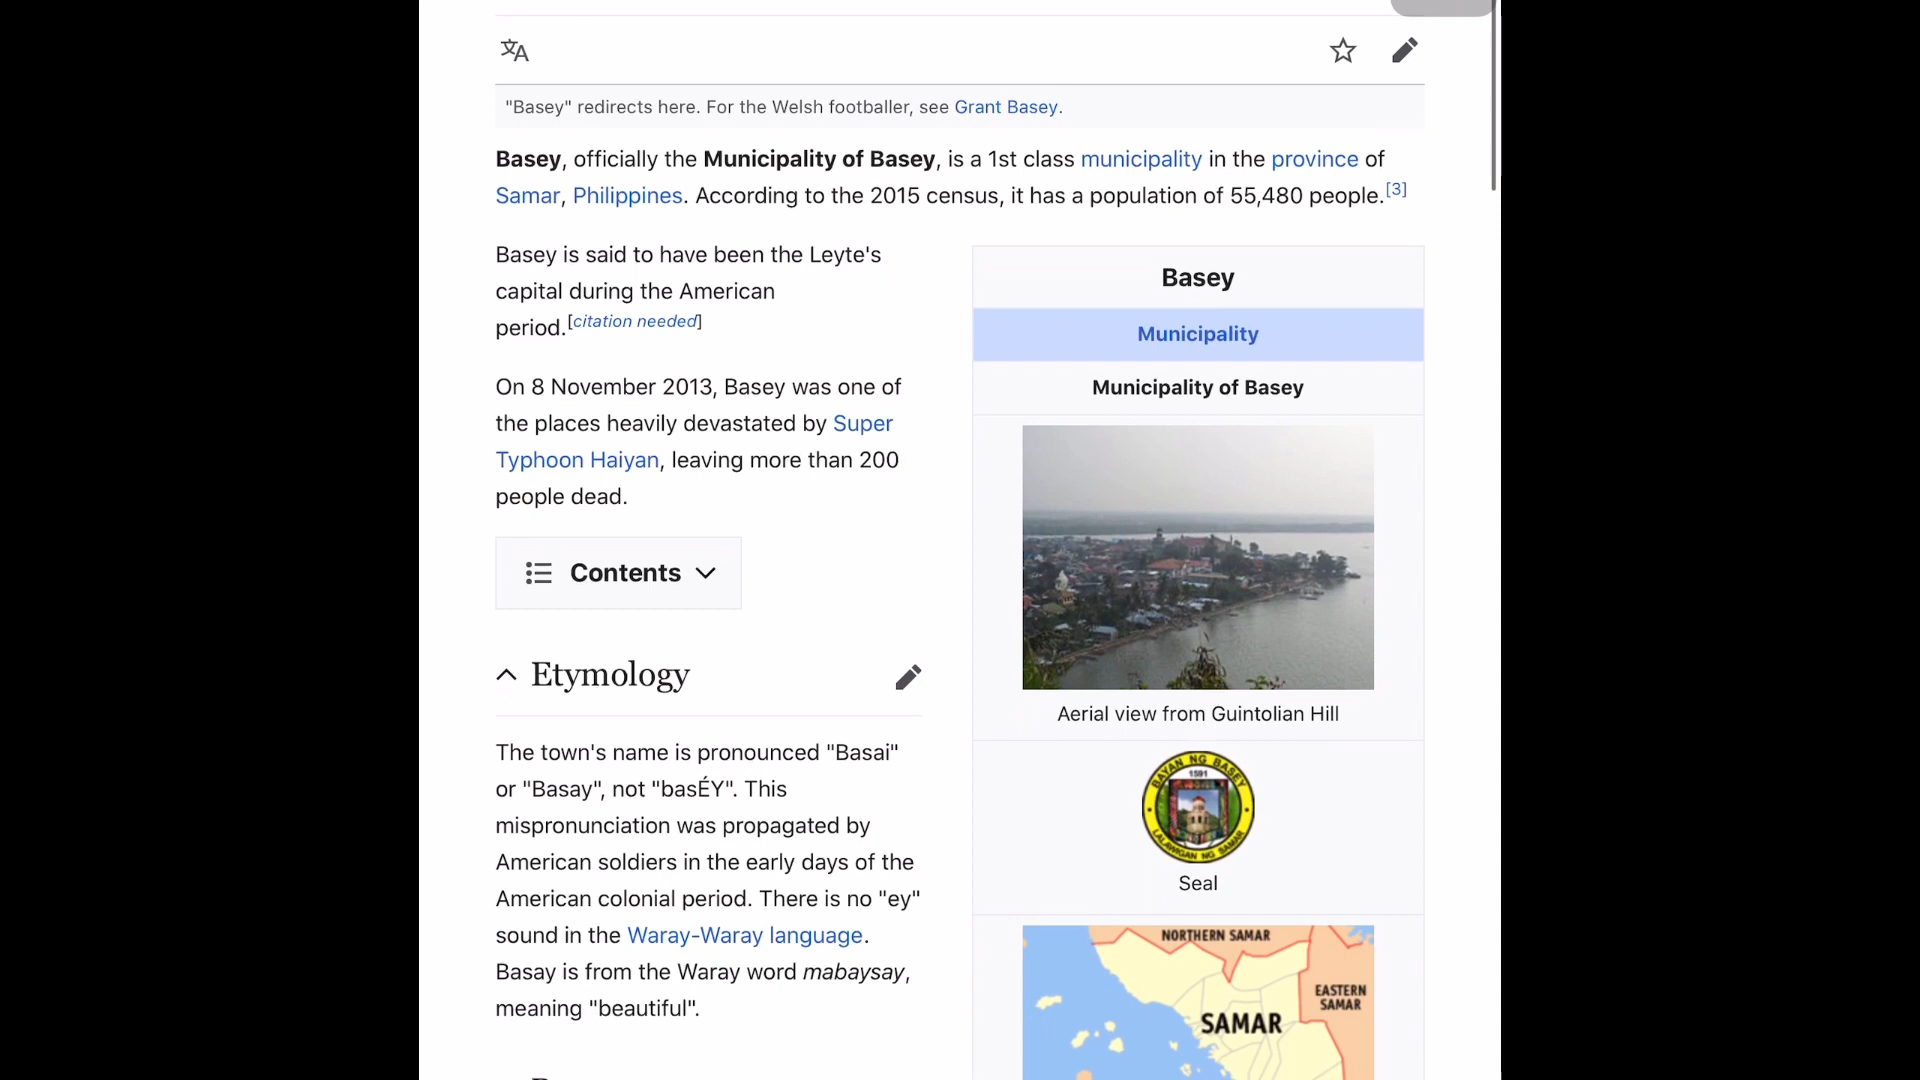 "Basey" redirects here. For the Welsh footballer, see Grant Basey.
Basey, officially the Municipality of Basey, is a 1st class municipality in the province of
Samar, Philippines. According to the 2015 census, it has a population of 55,480 people.[3]
Basey is said to have been the Leyte's
capital during the American
period.[citation needed]
On 8 November 2013, Basey was one of
the places heavily devastated by Super
Typhoon Haiyan, leaving more than 200
people dead.
Contents
Etymology
The town's name is pronounced "Basai"
or "Basay", not "basÉY". This
mispronunciation was propagated by
American soldiers in the early days of the
American colonial period. There is no "ey"
sound in the Waray-Waray language.
Basay is from the Waray word mabaysay,
meaning "beautiful".
Basey
Municipality
Municipality of Basey
Aerial view from Guintolian Hill
BAYAN NG BASEY
1591
LALAWIGAN NG SAMAR
Seal
NORTHERN SAMAR
EASTERN
SAMAR
SAMAR